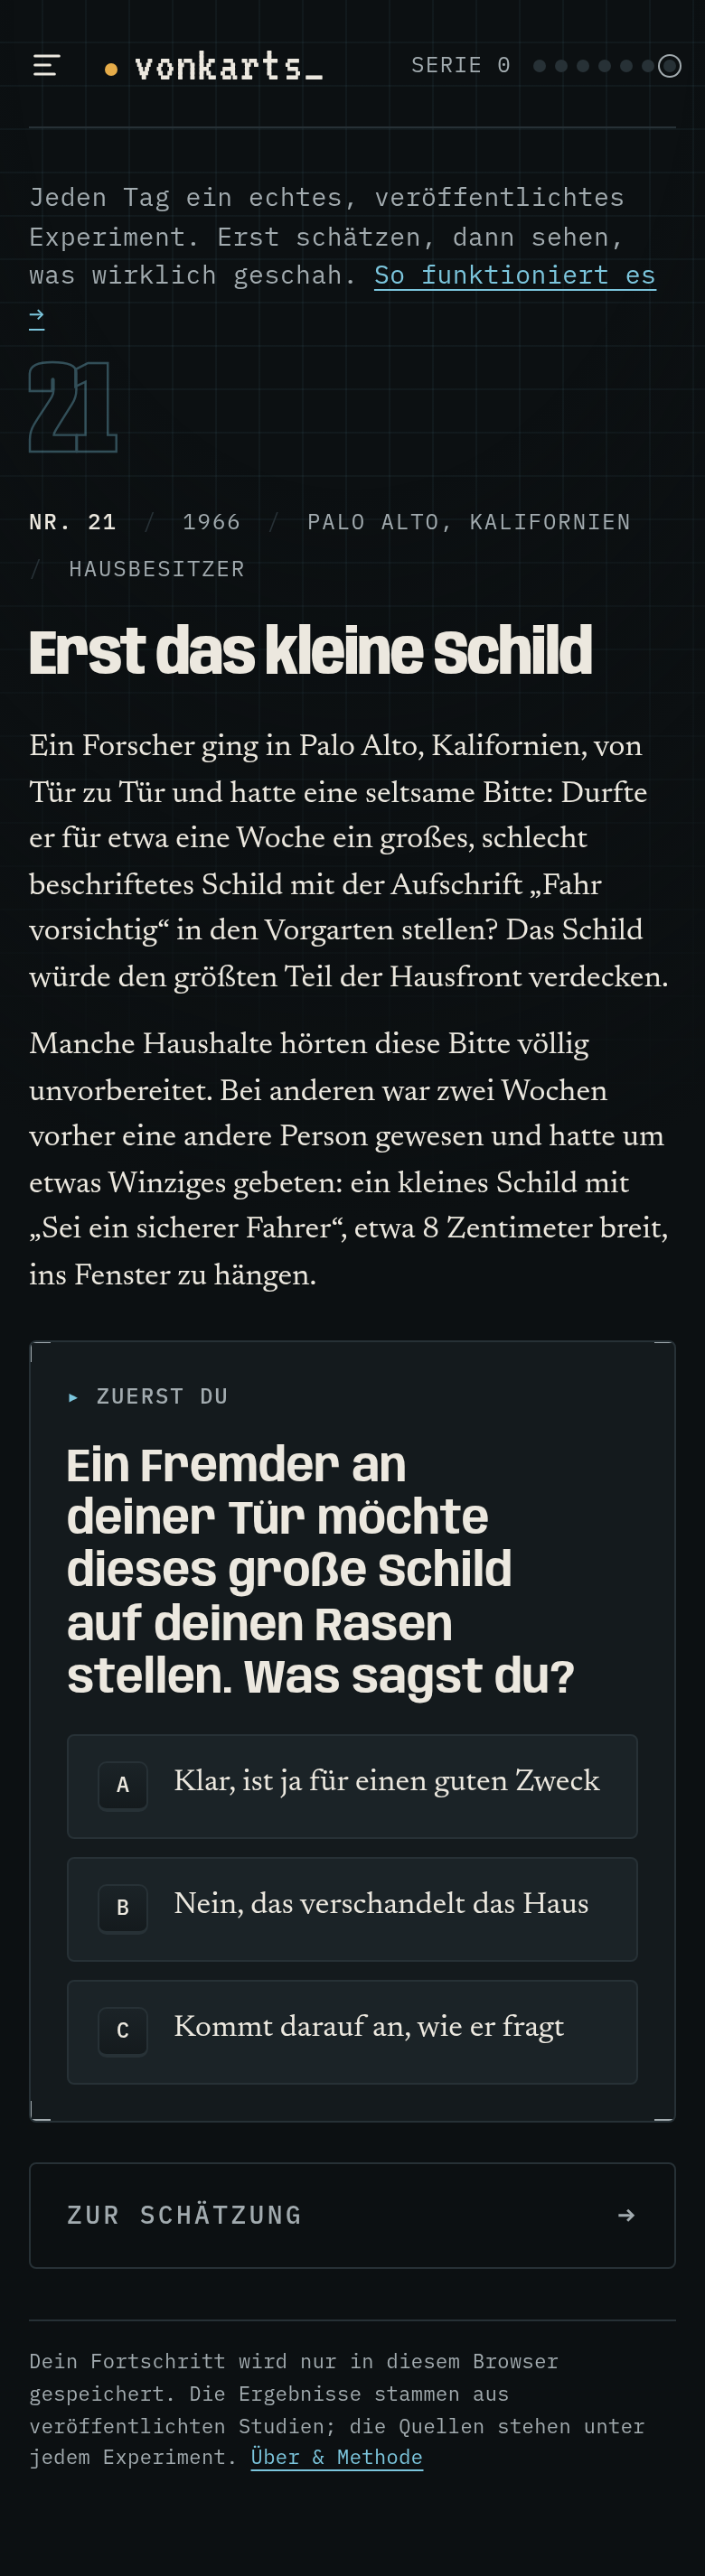 vonkarts_
SERIE 0
Jeden Tag ein echtes, veröffentlichtes
Experiment. Erst schätzen, dann sehen,
was wirklich geschah. So funktioniert es
→
21
NR. 21 / 1966 / PALO ALTO, KALIFORNIEN
/ HAUSBESITZER
Erst das kleine Schild
Ein Forscher ging in Palo Alto, Kalifornien, von
Tür zu Tür und hatte eine seltsame Bitte: Durfte
er für etwa eine Woche ein großes, schlecht
beschriftetes Schild mit der Aufschrift „Fahr
vorsichtig“ in den Vorgarten stellen? Das Schild
würde den größten Teil der Hausfront verdecken.
Manche Haushalte hörten diese Bitte völlig
unvorbereitet. Bei anderen war zwei Wochen
vorher eine andere Person gewesen und hatte um
etwas Winziges gebeten: ein kleines Schild mit
„Sei ein sicherer Fahrer“, etwa 8 Zentimeter breit,
ins Fenster zu hängen.
▸ ZUERST DU
Ein Fremder an
deiner Tür möchte
dieses große Schild
auf deinen Rasen
stellen. Was sagst du?
A Klar, ist ja für einen guten Zweck
B Nein, das verschandelt das Haus
C Kommt darauf an, wie er fragt
ZUR SCHÄTZUNG →
Dein Fortschritt wird nur in diesem Browser
gespeichert. Die Ergebnisse stammen aus
veröffentlichten Studien; die Quellen stehen unter
jedem Experiment. Über & Methode